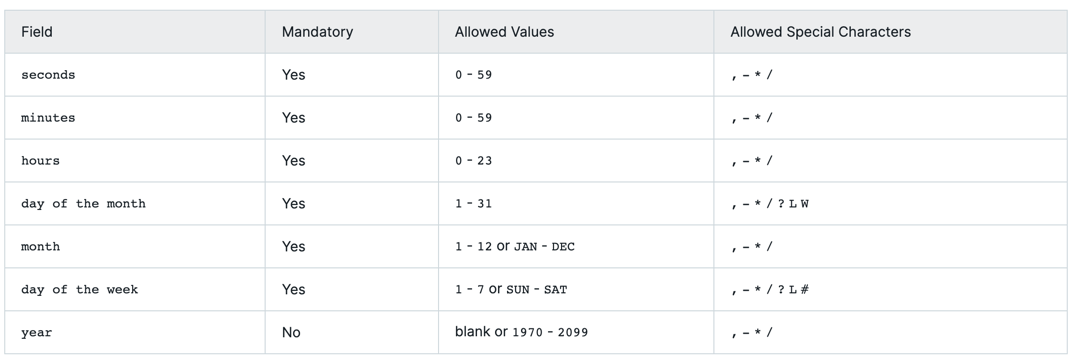 Field Mandatory Allowed Values Allowed Special Characters
seconds Yes 0 - 59 , - * /
minutes Yes 0 - 59 , - * /
hours Yes 0 - 23 , - * /
day of the month Yes 1 - 31 , - * / ? L W
month Yes 1 - 12 or JAN - DEC , - * /
day of the week Yes 1 - 7 or SUN - SAT , - * / ? L #
year No blank or 1970 - 2099 , - * /